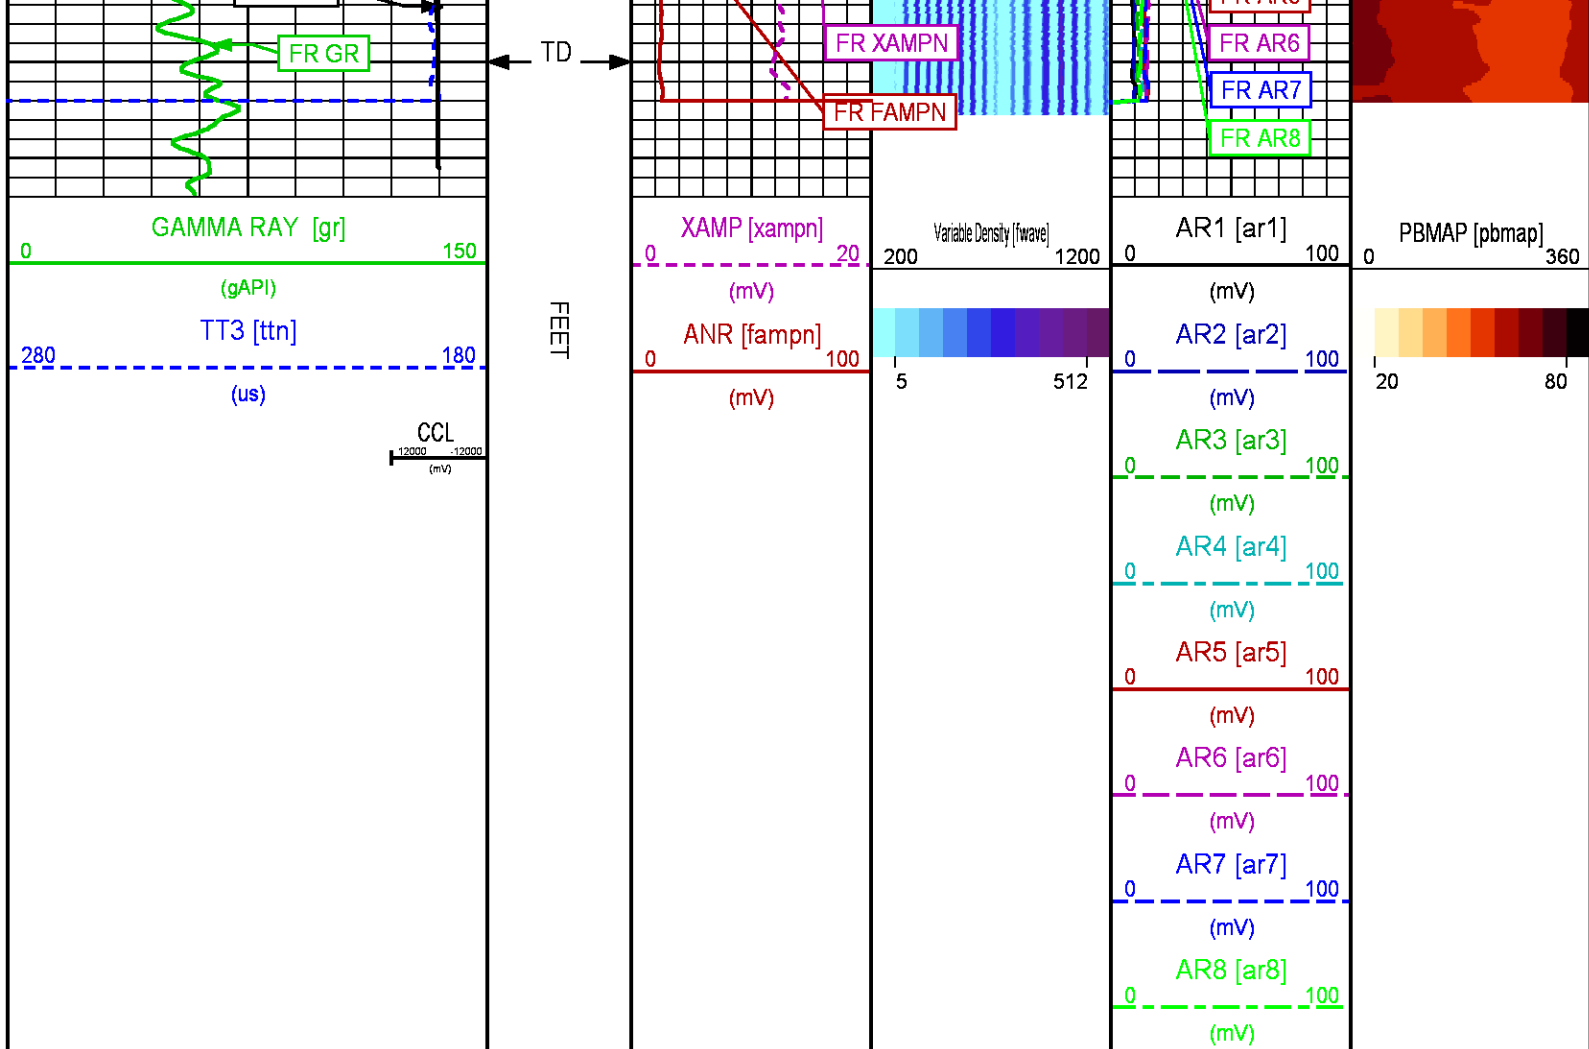 FR GR
TD
FR XAMPN
FR FAMPN
FR AR6
FR AR7
FR AR8
GAMMA RAY [gr]
0 150
(gAPI)
TT3 [ttn]
280 180
(us)
CCL
12000 -12000
(mV)
FEET
XAMP [xampn]
0 20
(mV)
ANR [fampn]
0 100
(mV)
Variable Density [fwave]
200 1200
5 512
AR1 [ar1]
0 100
(mV)
AR2 [ar2]
0 100
(mV)
AR3 [ar3]
0 100
(mV)
AR4 [ar4]
0 100
(mV)
AR5 [ar5]
0 100
(mV)
AR6 [ar6]
0 100
(mV)
AR7 [ar7]
0 100
(mV)
AR8 [ar8]
0 100
(mV)
PBMAP [pbmap]
0 360
20 80